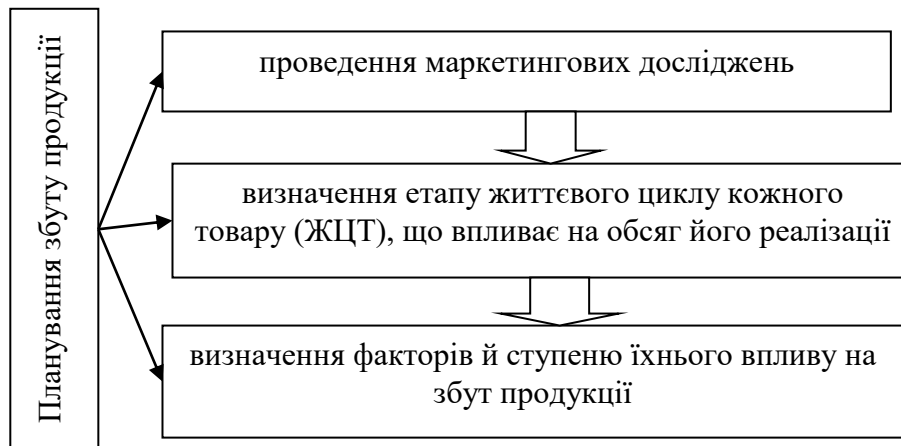 Планування збуту продукції
проведення маркетингових досліджень
визначення етапу життєвого циклу кожного
товару (ЖЦТ), що впливає на обсяг його реалізації
визначення факторів й ступеню їхнього впливу на
збут продукції